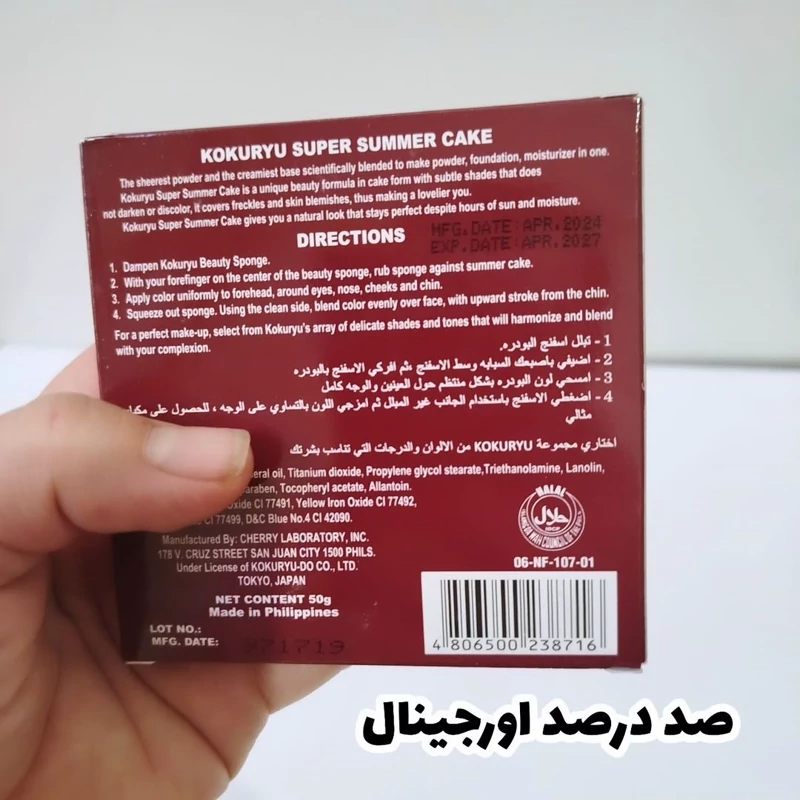 KOKURYU SUPER SUMMER CAKE
The sheerest powder and the creamiest base scientifically blended to make powder, foundation, moisturizer in one.
Kokuryu Super Summer Cake is a unique beauty formula in cake form with subtle shades that does
not darken or discolor, it covers freckles and skin blemishes, thus making a lovelier you.
Kokuryu Super Summer Cake gives you a natural look that stays perfect despite hours of sun and moisture.
MFG. DATE: APR. 2024
EXP. DATE: APR. 2027
DIRECTIONS
1. Dampen Kokuryu Beauty Sponge.
2. With your forefinger on the center of the beauty sponge, rub sponge against summer cake.
3. Apply color uniformly to forehead, around eyes, nose, cheeks and chin.
4. Squeeze out sponge. Using the clean side, blend color evenly over face, with upward stroke from the chin.
For a perfect make-up, select from Kokuryu's array of delicate shades and tones that will harmonize and blend
with your complexion.
1 - تبلل اسفنج البودره.
2 - اضيفي باصبعك السبابه وسط الاسفنج ،ثم افركي الاسفنج بالبودره
3 - امسحي لون البودره بشكل منتظم حول العينين والوجه كامل
4 - اضغطي الاسفنج باستخدام الجانب غير المبلل ثم امزجي اللون بالتساوي على الوجه ، للحصول على
مثالي
اختاري مجموعة KOKURYU من الالوان والدرجات التي تناسب بشرتك
oil, Titanium dioxide, Propylene glycol stearate,Triethanolamine, Lanolin,
Tocopheryl acetate, Allantoin.
CI 77491, Yellow Iron Oxide CI 77492,
CI 77499, D&C Blue No.4 CI 42090.
HALAL
حلال
06-NF-107-01
Manufactured By: CHERRY LABORATORY, INC.
178 V. CRUZ STREET SAN JUAN CITY 1500 PHILS.
Under License of KOKURYU-DO CO., LTD.
TOKYO, JAPAN
NET CONTENT 50g
Made in Philippines
LOT NO.:
MFG. DATE:
4 806500 238716
صد درصد اورجینال